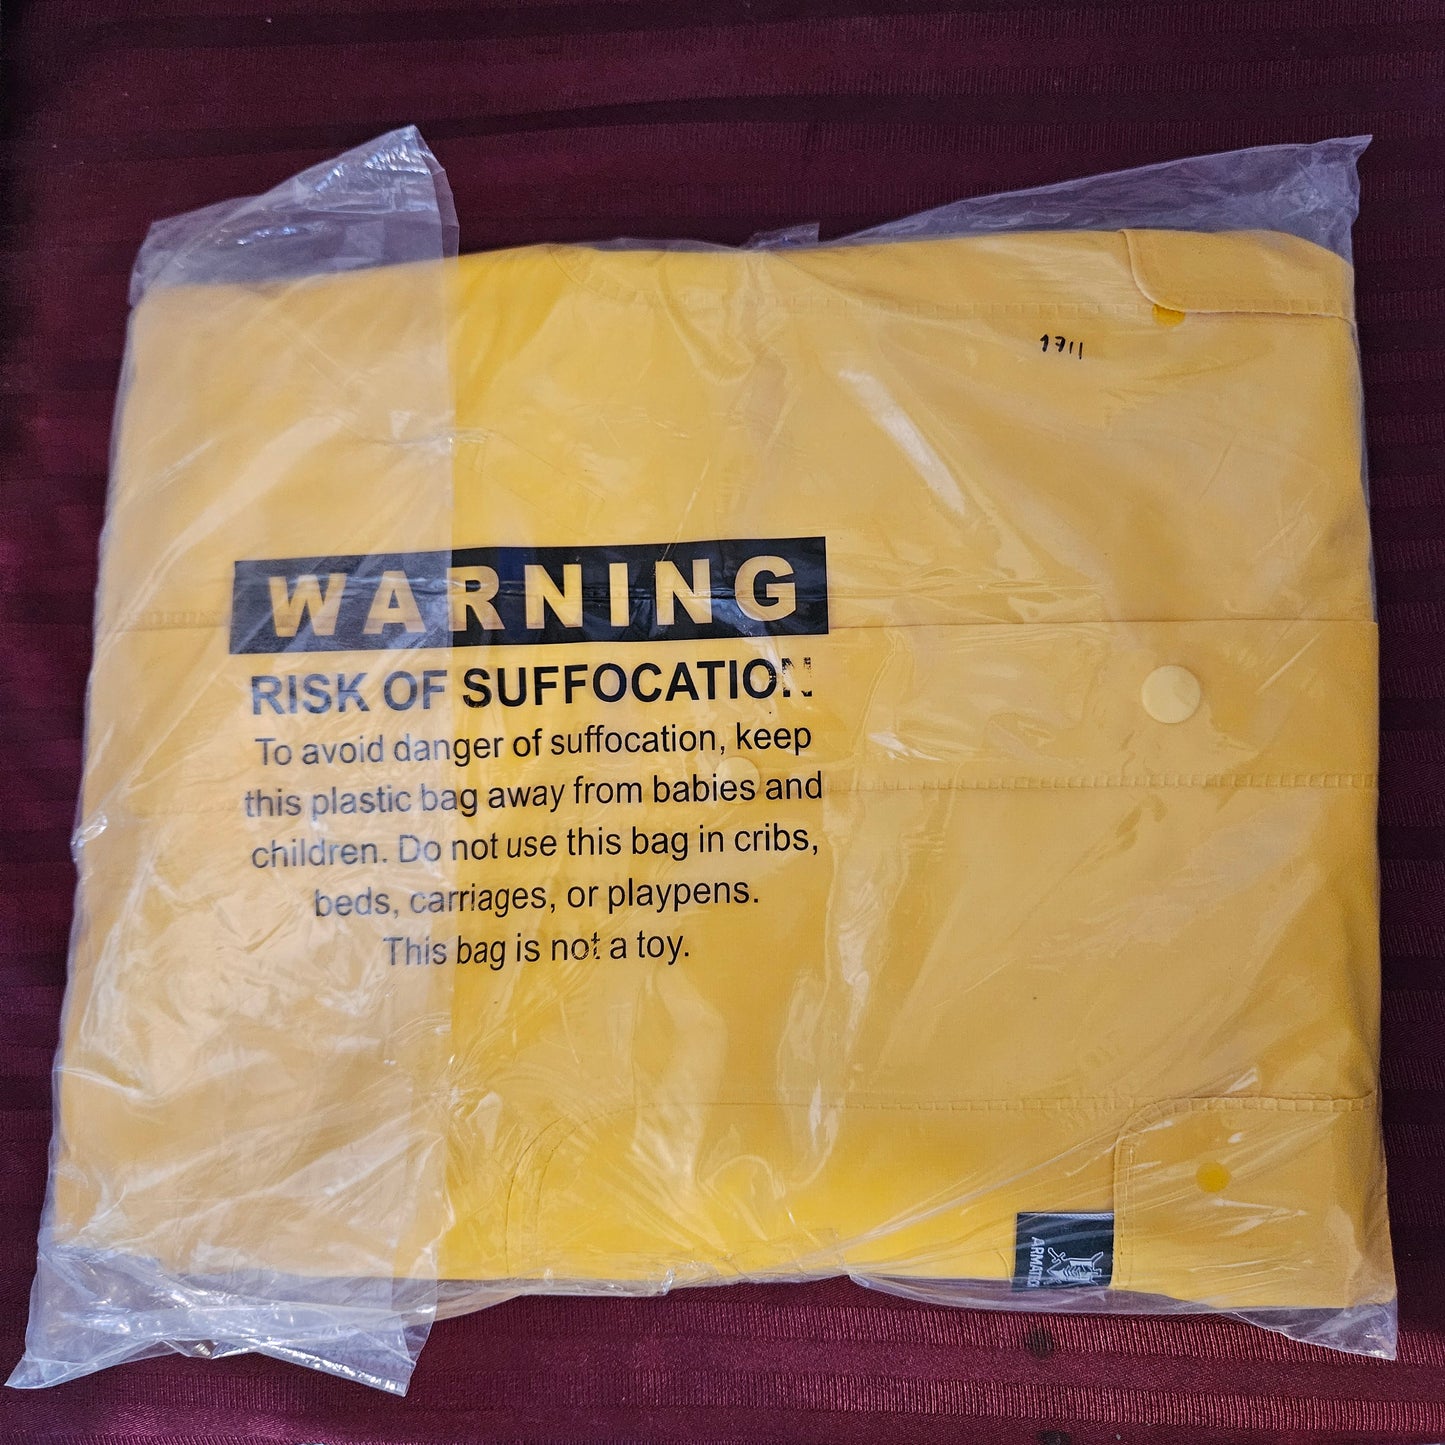 1711
WARNING
RISK OF SUFFOCATION
To avoid danger of suffocation, keep
this plastic bag away from babies and
children. Do not use this bag in cribs,
beds, carriages, or playpens.
This bag is not a toy.